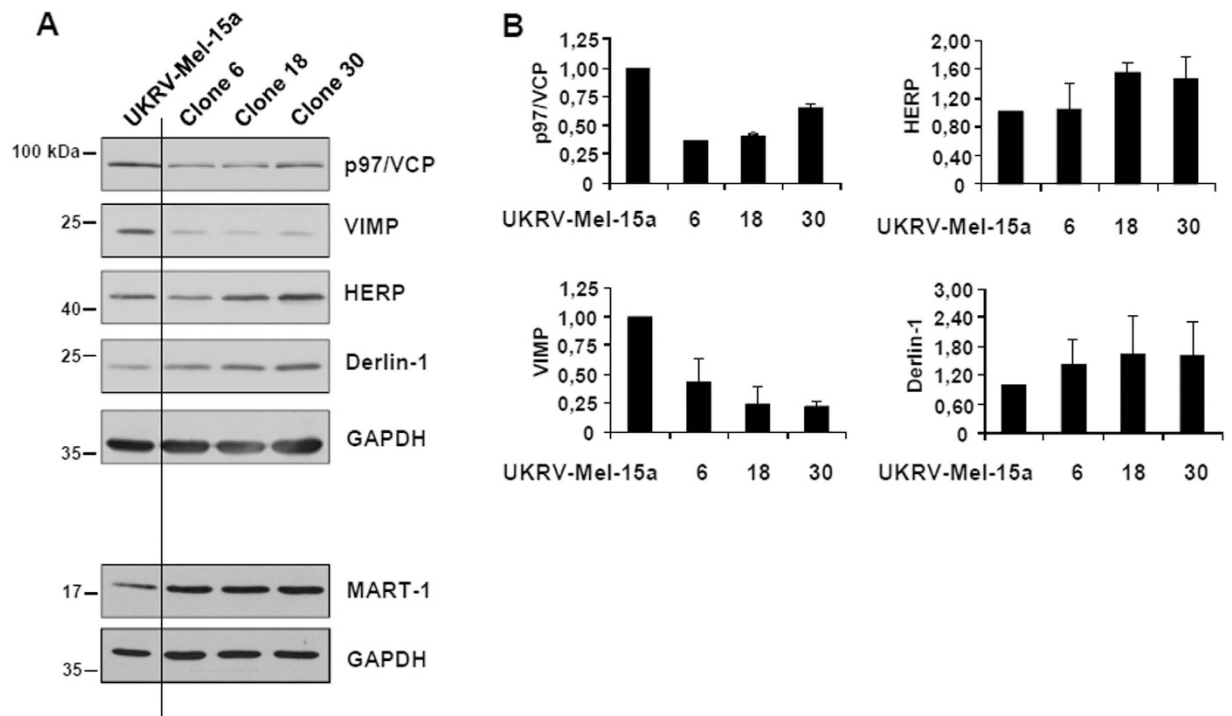 A
UKRV-Mel-15a
Clone 6
Clone 18
Clone 30
100 kDa
p97/VCP
25
VIMP
HERP
40
25
Derlin-1
GAPDH
35
17
MART-1
GAPDH
35
B
p97/VCP
1,25
1,00
0,75
0,50
0,25
0
UKRV-Mel-15a 6 18 30
HERP
2,00
1,60
1,20
0,80
0,40
0
UKRV-Mel-15a 6 18 30
VIMP
1,25
1,00
0,75
0,50
0,25
0
UKRV-Mel-15a 6 18 30
Derlin-1
3,00
2,40
1,80
1,20
0,60
0
UKRV-Mel-15a 6 18 30